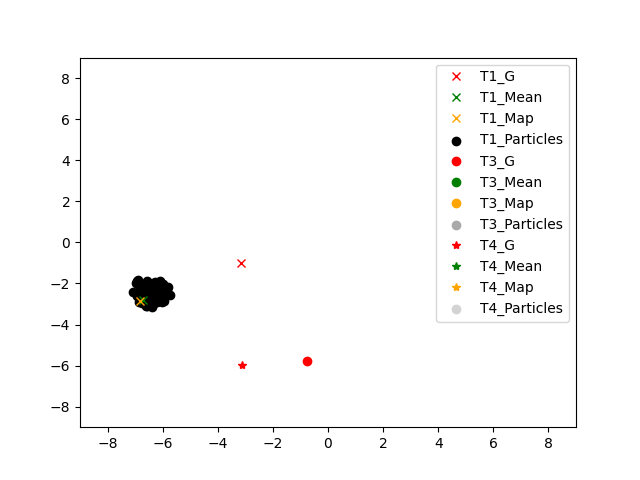 8
6
4
2
0
−2
−4
−6
−8
−8 −6 −4 −2 0 2 4 6 8
T1_G
T1_Mean
T1_Map
T1_Particles
T3_G
T3_Mean
T3_Map
T3_Particles
T4_G
T4_Mean
T4_Map
T4_Particles